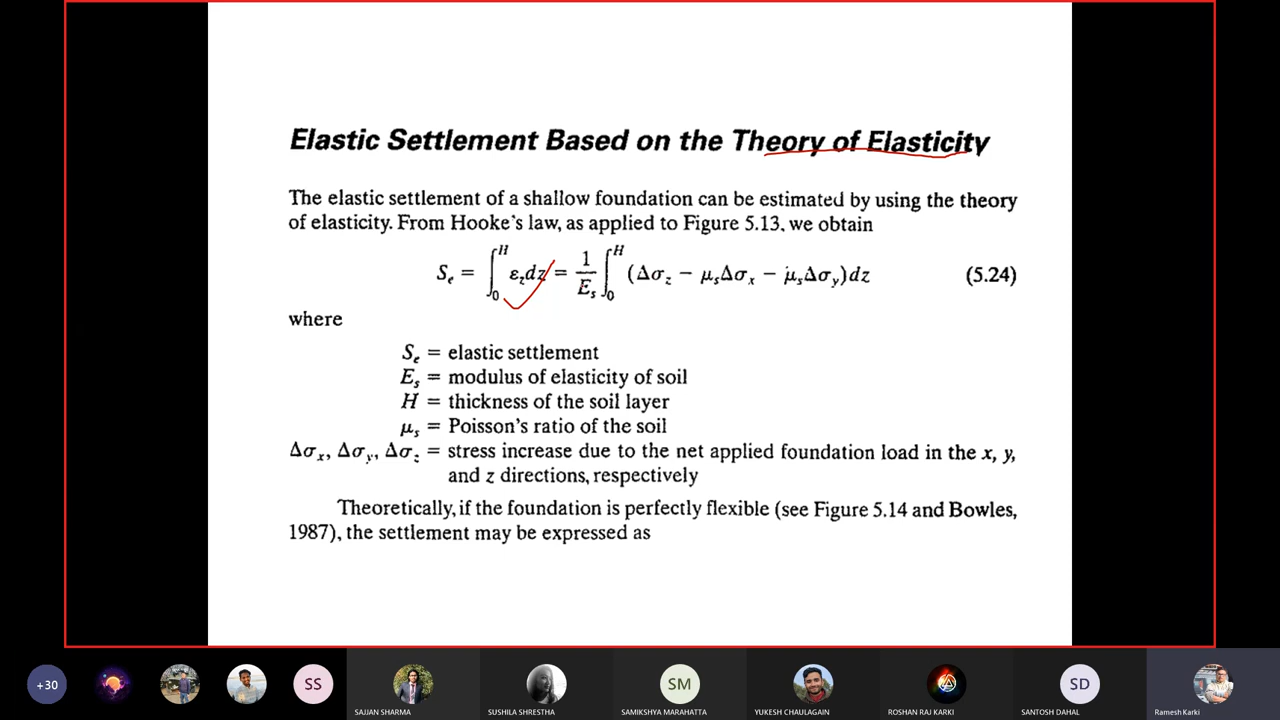 Elastic Settlement Based on the Theory of Elasticity
The elastic settlement of a shallow foundation can be estimated by using the theory
of elasticity. From Hooke's law, as applied to Figure 5.13, we obtain
Sₑ = ∫₀ᴴ ε_z dz = 1/Eₛ ∫₀ᴴ (Δσ_z − μₛΔσₓ − μₛΔσ_y)dz (5.24)
where
Sₑ = elastic settlement
Eₛ = modulus of elasticity of soil
H = thickness of the soil layer
μₛ = Poisson's ratio of the soil
Δσₓ, Δσ_y, Δσ_z = stress increase due to the net applied foundation load in the x, y,
and z directions, respectively
Theoretically, if the foundation is perfectly flexible (see Figure 5.14 and Bowles,
1987), the settlement may be expressed as
+30
SS
SM
SD
SAJJAN SHARMA
SUSHILA SHRESTHA
SAMIKSHYA MARAHATTA
YUKESH CHAULAGAIN
ROSHAN RAJ KARKI
SANTOSH DAHAL
Ramesh Karki